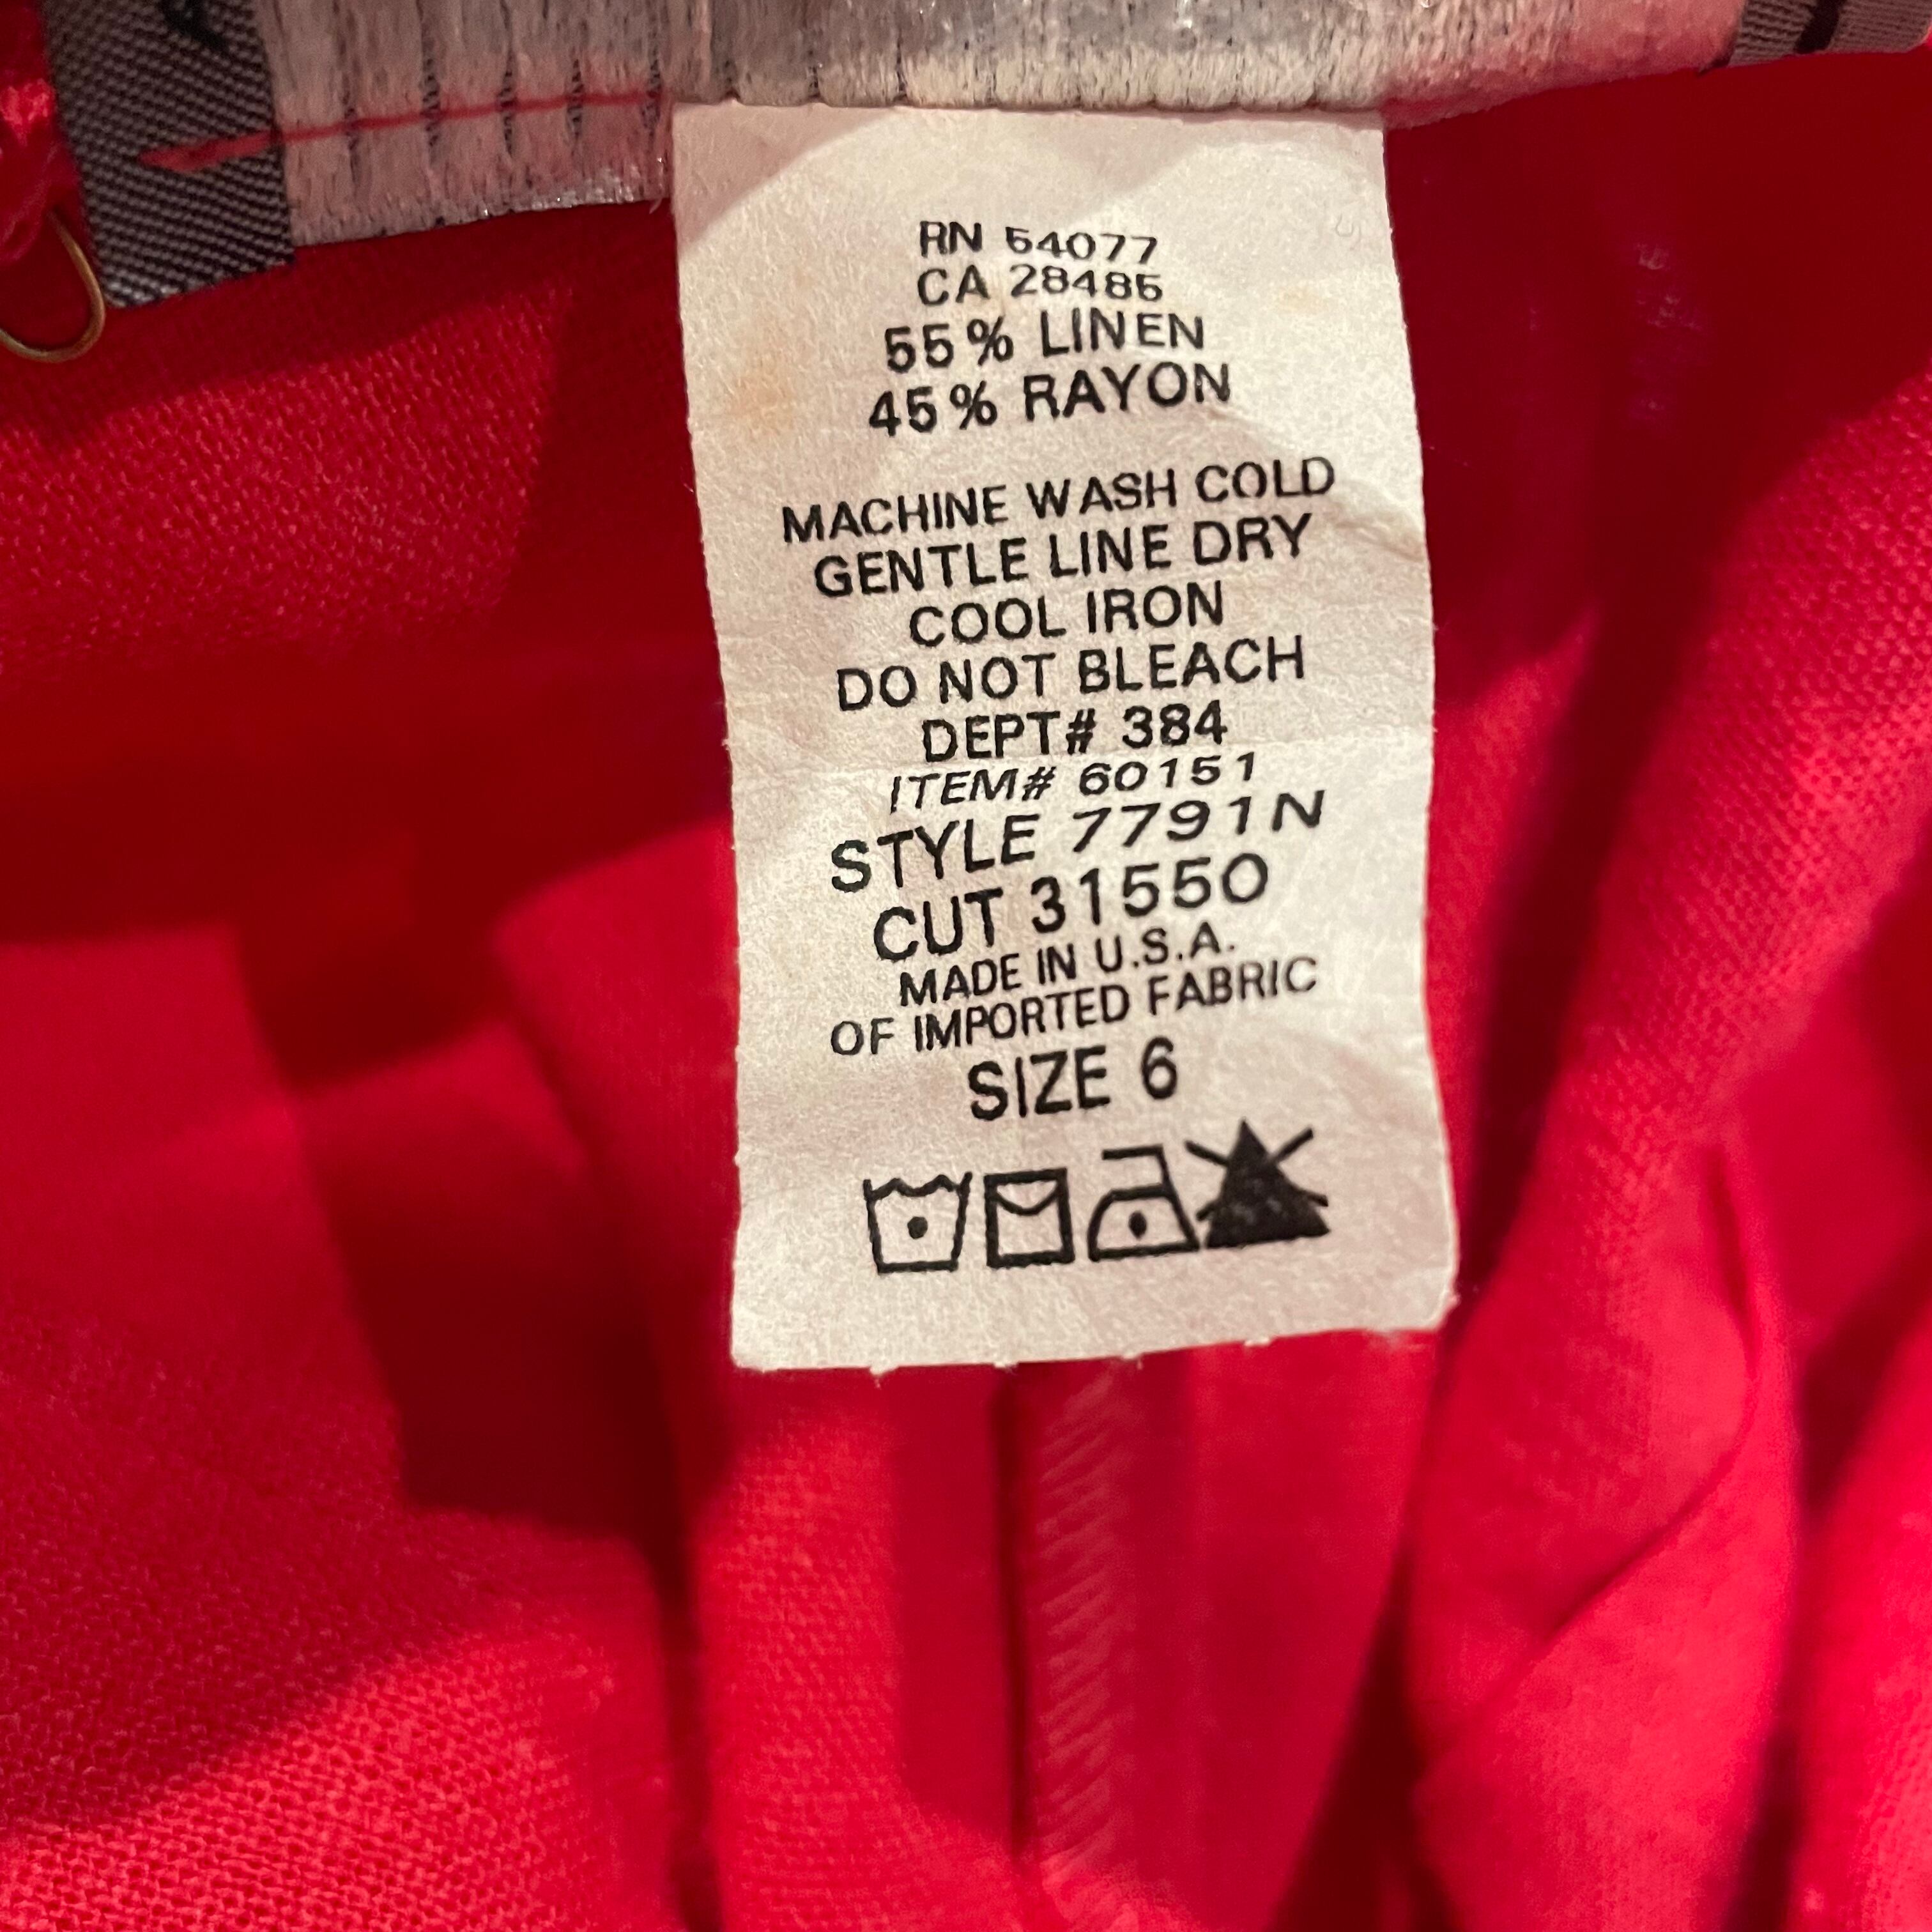 RN 54077
CA 28485
55% LINEN
45% RAYON
MACHINE WASH COLD
GENTLE LINE DRY
COOL IRON
DO NOT BLEACH
DEPT# 384
ITEM# 60151
STYLE 7791N
CUT 31550
MADE IN U.S.A.
OF IMPORTED FABRIC
SIZE 6